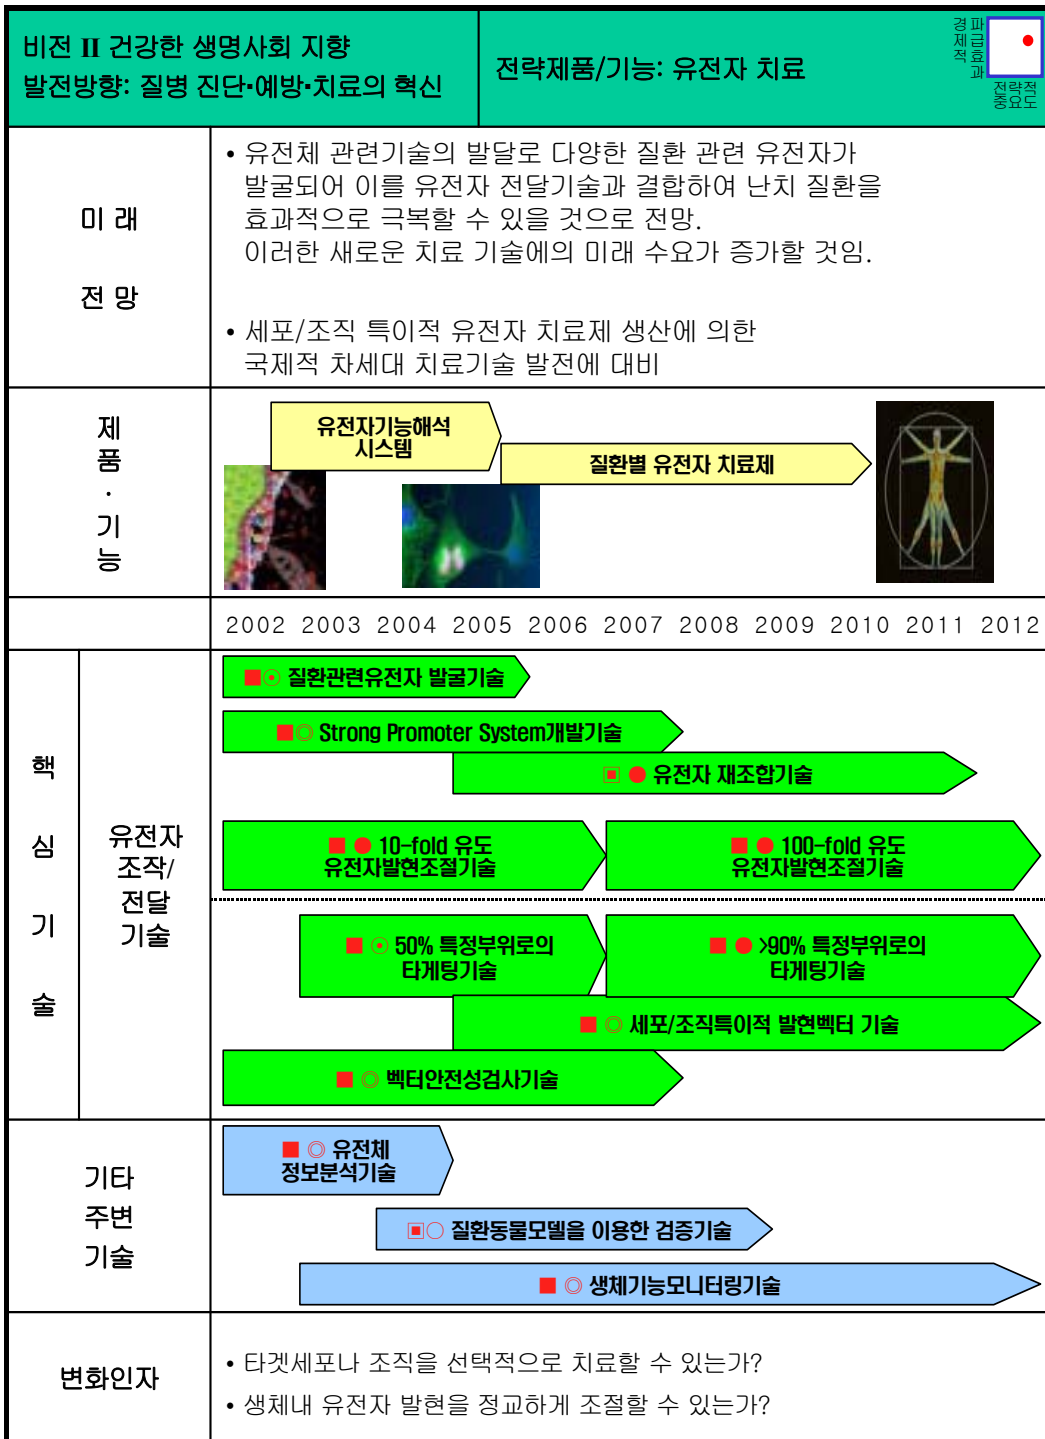 비전 II 건강한 생명사회 지향
발전방향: 질병 진단·예방·치료의 혁신
전략제품/기능: 유전자 치료
경제적
파급효과
전략적
중요도
미 래
전 망
• 유전체 관련기술의 발달로 다양한 질환 관련 유전자가
발굴되어 이를 유전자 전달기술과 결합하여 난치 질환을
효과적으로 극복할 수 있을 것으로 전망.
이러한 새로운 치료 기술에의 미래 수요가 증가할 것임.
• 세포/조직 특이적 유전자 치료제 생산에 의한
국제적 차세대 치료기술 발전에 대비
제
품
·
기
능
유전자기능해석
시스템
질환별 유전자 치료제
2002 2003 2004 2005 2006 2007 2008 2009 2010 2011 2012
핵
심
기
술
유전자
조작/
전달
기술
■⊙ 질환관련유전자 발굴기술
■◎ Strong Promoter System개발기술
▣ ● 유전자 재조합기술
■ ● 10-fold 유도
유전자발현조절기술
■ ● 100-fold 유도
유전자발현조절기술
■ ⊙ 50% 특정부위로의
타게팅기술
■ ● >90% 특정부위로의
타게팅기술
■ ◎ 세포/조직특이적 발현벡터 기술
■ ◎ 벡터안전성검사기술
기타
주변
기술
■ ◎ 유전체
정보분석기술
▣○ 질환동물모델을 이용한 검증기술
■ ◎ 생체기능모니터링기술
변화인자
• 타겟세포나 조직을 선택적으로 치료할 수 있는가?
• 생체내 유전자 발현을 정교하게 조절할 수 있는가?